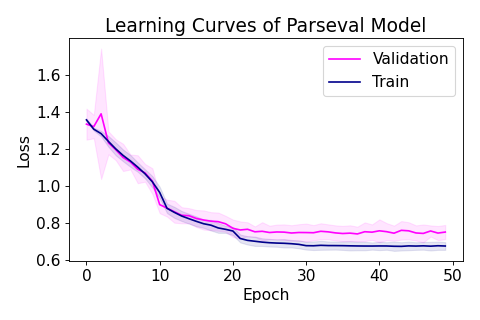 Learning Curves of Parseval Model
Validation
Train
Loss
1.6
1.4
1.2
1.0
0.8
0.6
0 10 20 30 40 50
Epoch